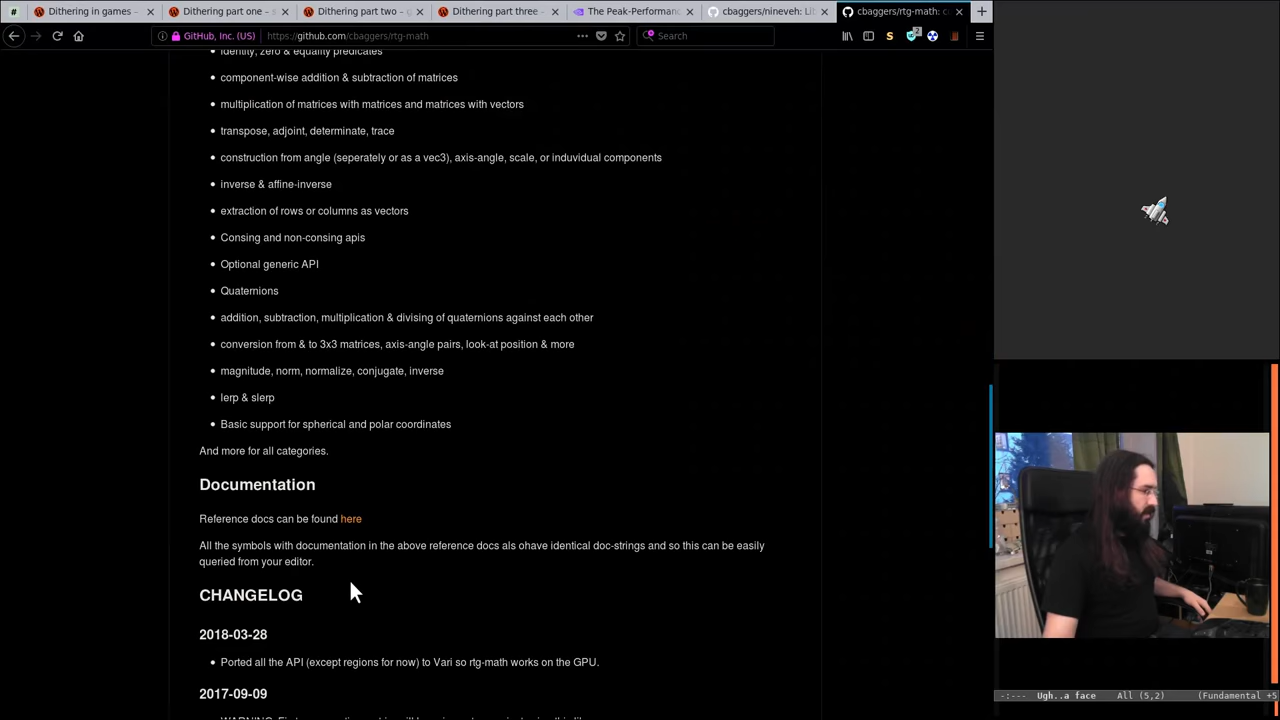 Dithering in games –
Dithering part one – s
Dithering part two – g
Dithering part three –
The Peak-Performanc
cbaggers/nineveh: Li
cbaggers/rtg-math: c
GitHub, Inc. (US)
https://github.com/cbaggers/rtg-math
Search
2
identity, zero & equality predicates
component-wise addition & subtraction of matrices
multiplication of matrices with matrices and matrices with vectors
transpose, adjoint, determinate, trace
construction from angle (seperately or as a vec3), axis-angle, scale, or induvidual components
inverse & affine-inverse
extraction of rows or columns as vectors
Consing and non-consing apis
Optional generic API
Quaternions
addition, subtraction, multiplication & divising of quaternions against each other
conversion from & to 3x3 matrices, axis-angle pairs, look-at position & more
magnitude, norm, normalize, conjugate, inverse
lerp & slerp
Basic support for spherical and polar coordinates
And more for all categories.
Documentation
Reference docs can be found here
All the symbols with documentation in the above reference docs als ohave identical doc-strings and so this can be easily
queried from your editor.
CHANGELOG
2018-03-28
Ported all the API (except regions for now) to Vari so rtg-math works on the GPU.
2017-09-09
-:--- Ugh..a face All (5,2) (Fundamental +5